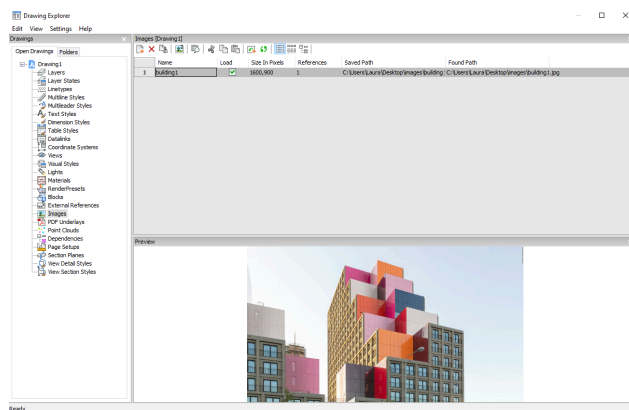 Drawing Explorer
Edit View Settings Help
Drawings
Images [Drawing1]
Open Drawings Folders
Name Load Size In Pixels References Saved Path Found Path
1 building1 1600,900 1 C:\Users\Laura\Desktop\images\building: C:\Users\Laura\Desktop\images\building1.jpg
Drawing1
Layers
Layer States
Linetypes
Multiline Styles
Multileader Styles
Text Styles
Dimension Styles
Table Styles
Datalinks
Coordinate Systems
Views
Visual Styles
Lights
Materials
RenderPresets
Blocks
External References
Images
PDF Underlays
Point Clouds
Dependencies
Page Setups
Section Planes
View Detail Styles
View Section Styles
Preview
Ready